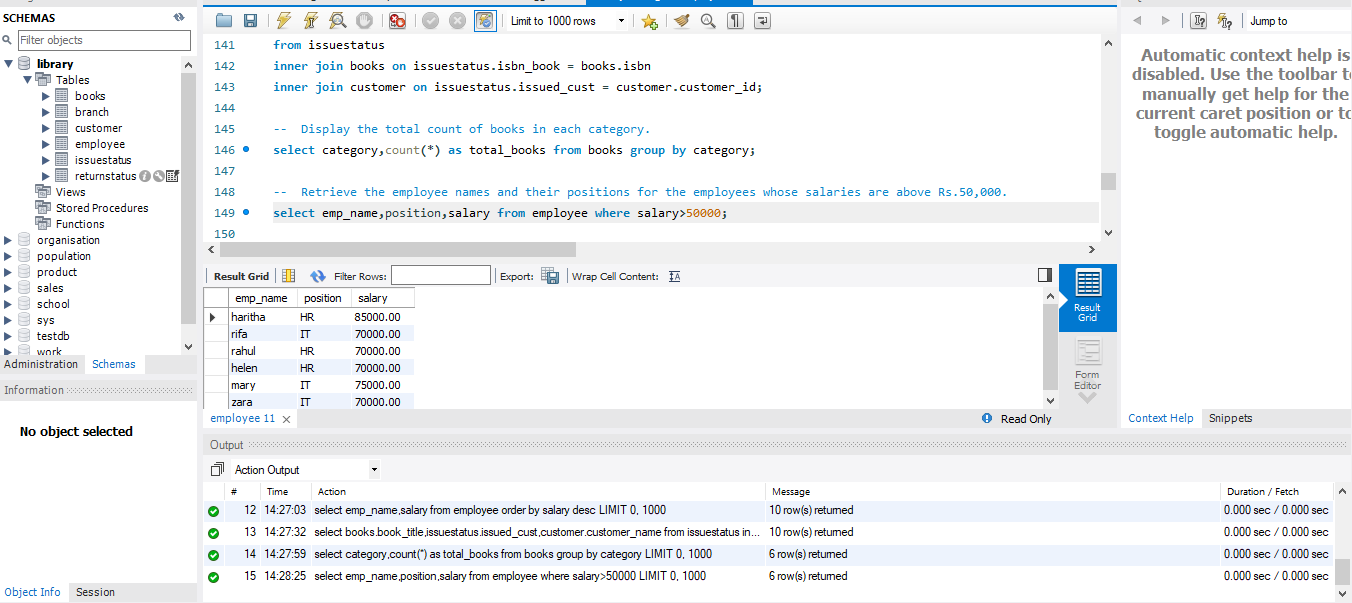 SCHEMAS
Filter objects
library
Tables
books
branch
customer
employee
issuestatus
returnstatus
Views
Stored Procedures
Functions
organisation
population
product
sales
school
sys
testdb
work
Administration Schemas
Information
No object selected
Object Info Session
Limit to 1000 rows
141 from issuestatus
142 inner join books on issuestatus.isbn_book = books.isbn
143 inner join customer on issuestatus.issued_cust = customer.customer_id;
144
145 -- Display the total count of books in each category.
146 select category,count(*) as total_books from books group by category;
147
148 -- Retrieve the employee names and their positions for the employees whose salaries are above Rs.50,000.
149 select emp_name,position,salary from employee where salary>50000;
150
Result Grid Filter Rows: Export: Wrap Cell Content:
emp_name position salary
haritha HR 85000.00
rifa IT 70000.00
rahul HR 70000.00
helen HR 70000.00
mary IT 75000.00
zara IT 70000.00
Result
Grid
Form
Editor
employee 11 Read Only
Output
Action Output
# Time Action Message Duration / Fetch
12 14:27:03 select emp_name,salary from employee order by salary desc LIMIT 0, 1000 10 row(s) returned 0.000 sec / 0.000 sec
13 14:27:32 select books.book_title,issuestatus.issued_cust,customer.customer_name from issuestatus in... 10 row(s) returned 0.000 sec / 0.000 sec
14 14:27:59 select category,count(*) as total_books from books group by category LIMIT 0, 1000 6 row(s) returned 0.000 sec / 0.000 sec
15 14:28:25 select emp_name,position,salary from employee where salary>50000 LIMIT 0, 1000 6 row(s) returned 0.000 sec / 0.000 sec
Jump to
Automatic context help is
disabled. Use the toolbar t
manually get help for the
current caret position or to
toggle automatic help.
Context Help Snippets